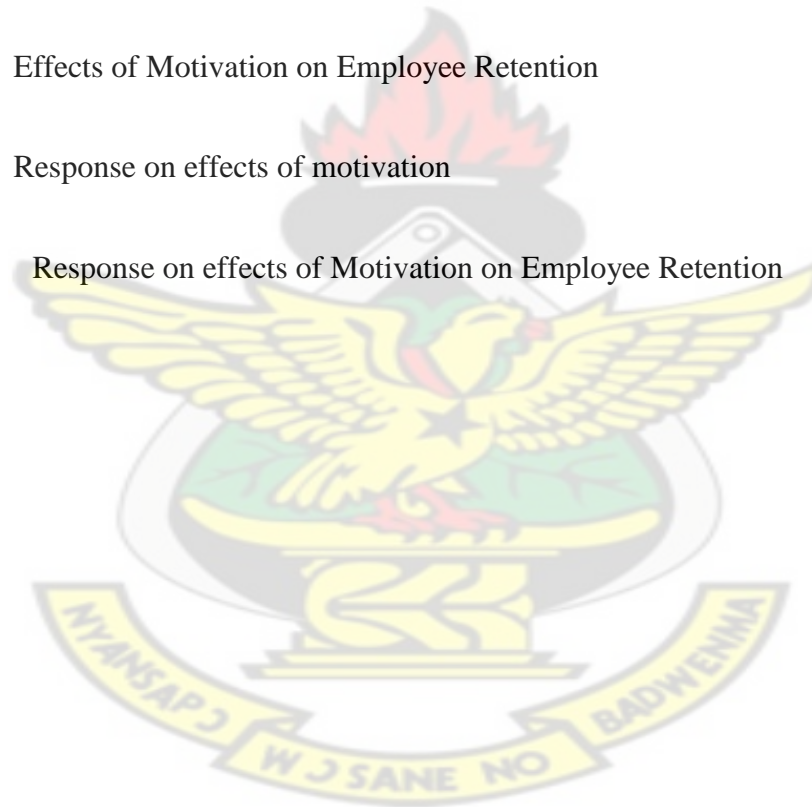 Effects of Motivation on Employee Retention
Response on effects of motivation
Response on effects of Motivation on Employee Retention
NYANSAPƆ
WƆ SANE NO
BADWENMA